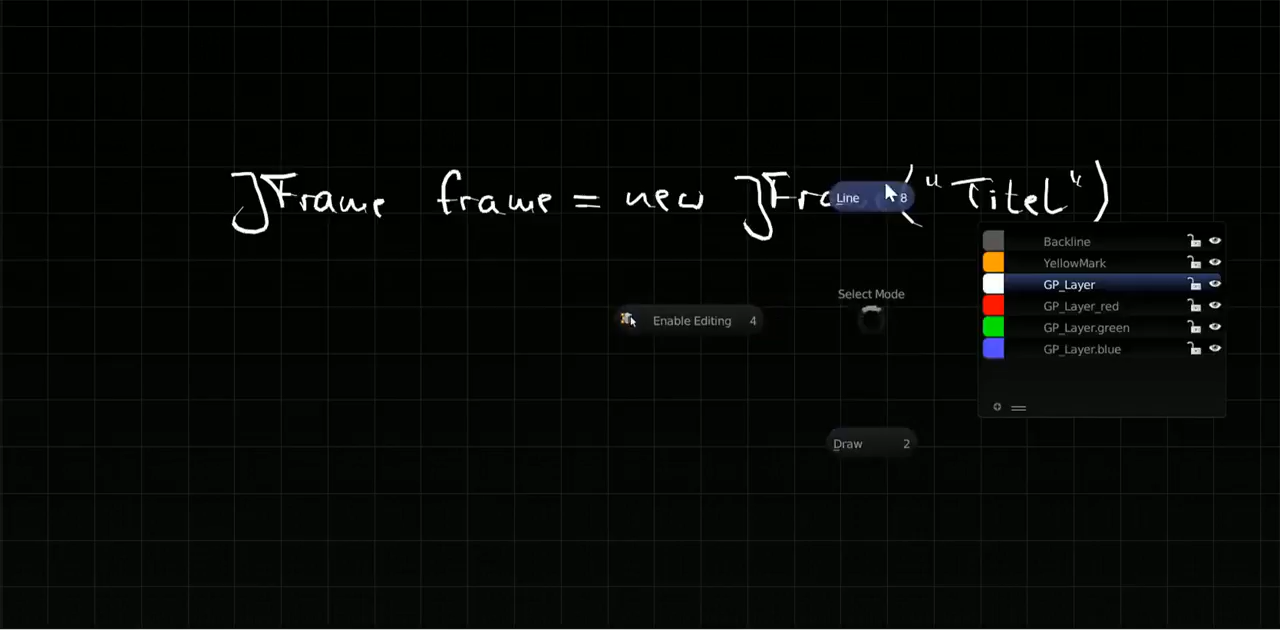 JFrame frame = new JFra ("Titel")
Line 8
Backline
YellowMark
GP_Layer
Select Mode
GP_Layer_red
Enable Editing 4
GP_Layer.green
GP_Layer.blue
Draw 2